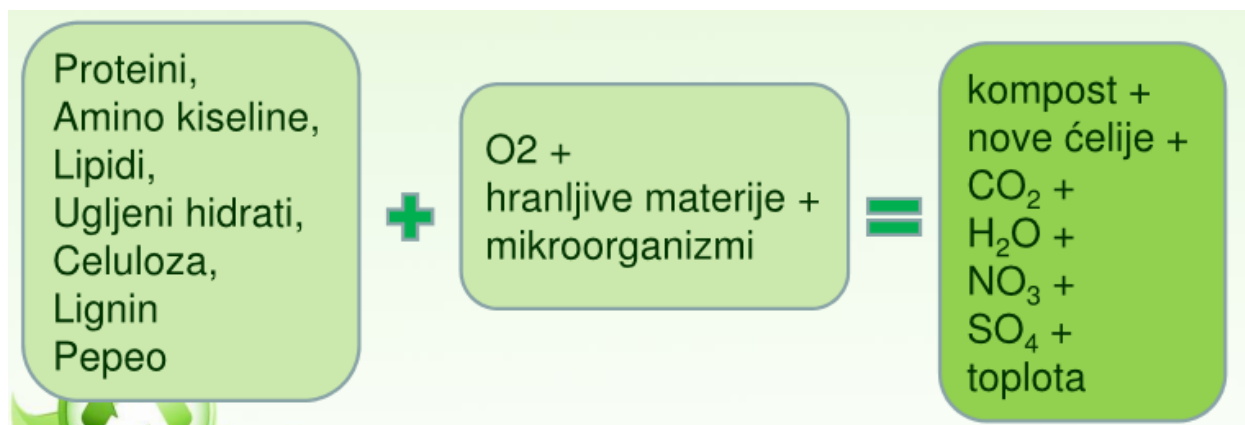 Proteini,
Amino kiseline,
Lipidi,
Ugljeni hidrati,
Celuloza,
Lignin
Pepeo
O2 +
hranljive materije +
mikroorganizmi
kompost +
nove ćelije +
CO₂ +
H₂O +
NO₃ +
SO₄ +
toplota